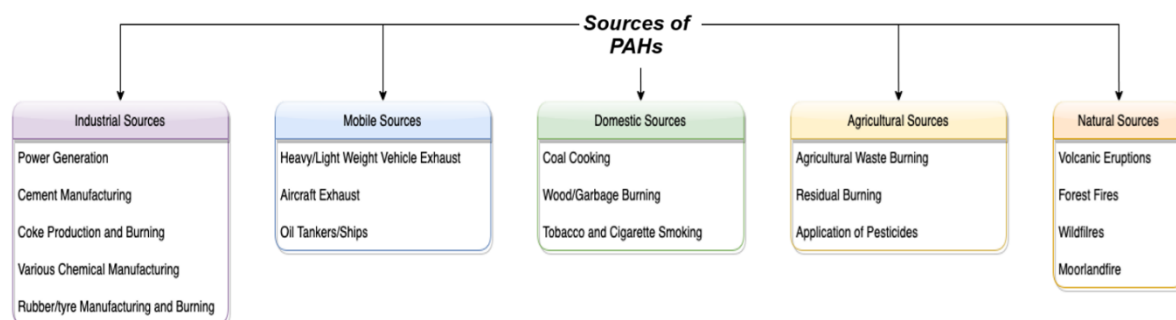 Sources of
PAHs
Industrial Sources
Power Generation
Cement Manufacturing
Coke Production and Burning
Various Chemical Manufacturing
Rubber/tyre Manufacturing and Burning
Mobile Sources
Heavy/Light Weight Vehicle Exhaust
Aircraft Exhaust
Oil Tankers/Ships
Domestic Sources
Coal Cooking
Wood/Garbage Burning
Tobacco and Cigarette Smoking
Agricultural Sources
Agricultural Waste Burning
Residual Burning
Application of Pesticides
Natural Sources
Volcanic Eruptions
Forest Fires
Wildfilres
Moorlandfire